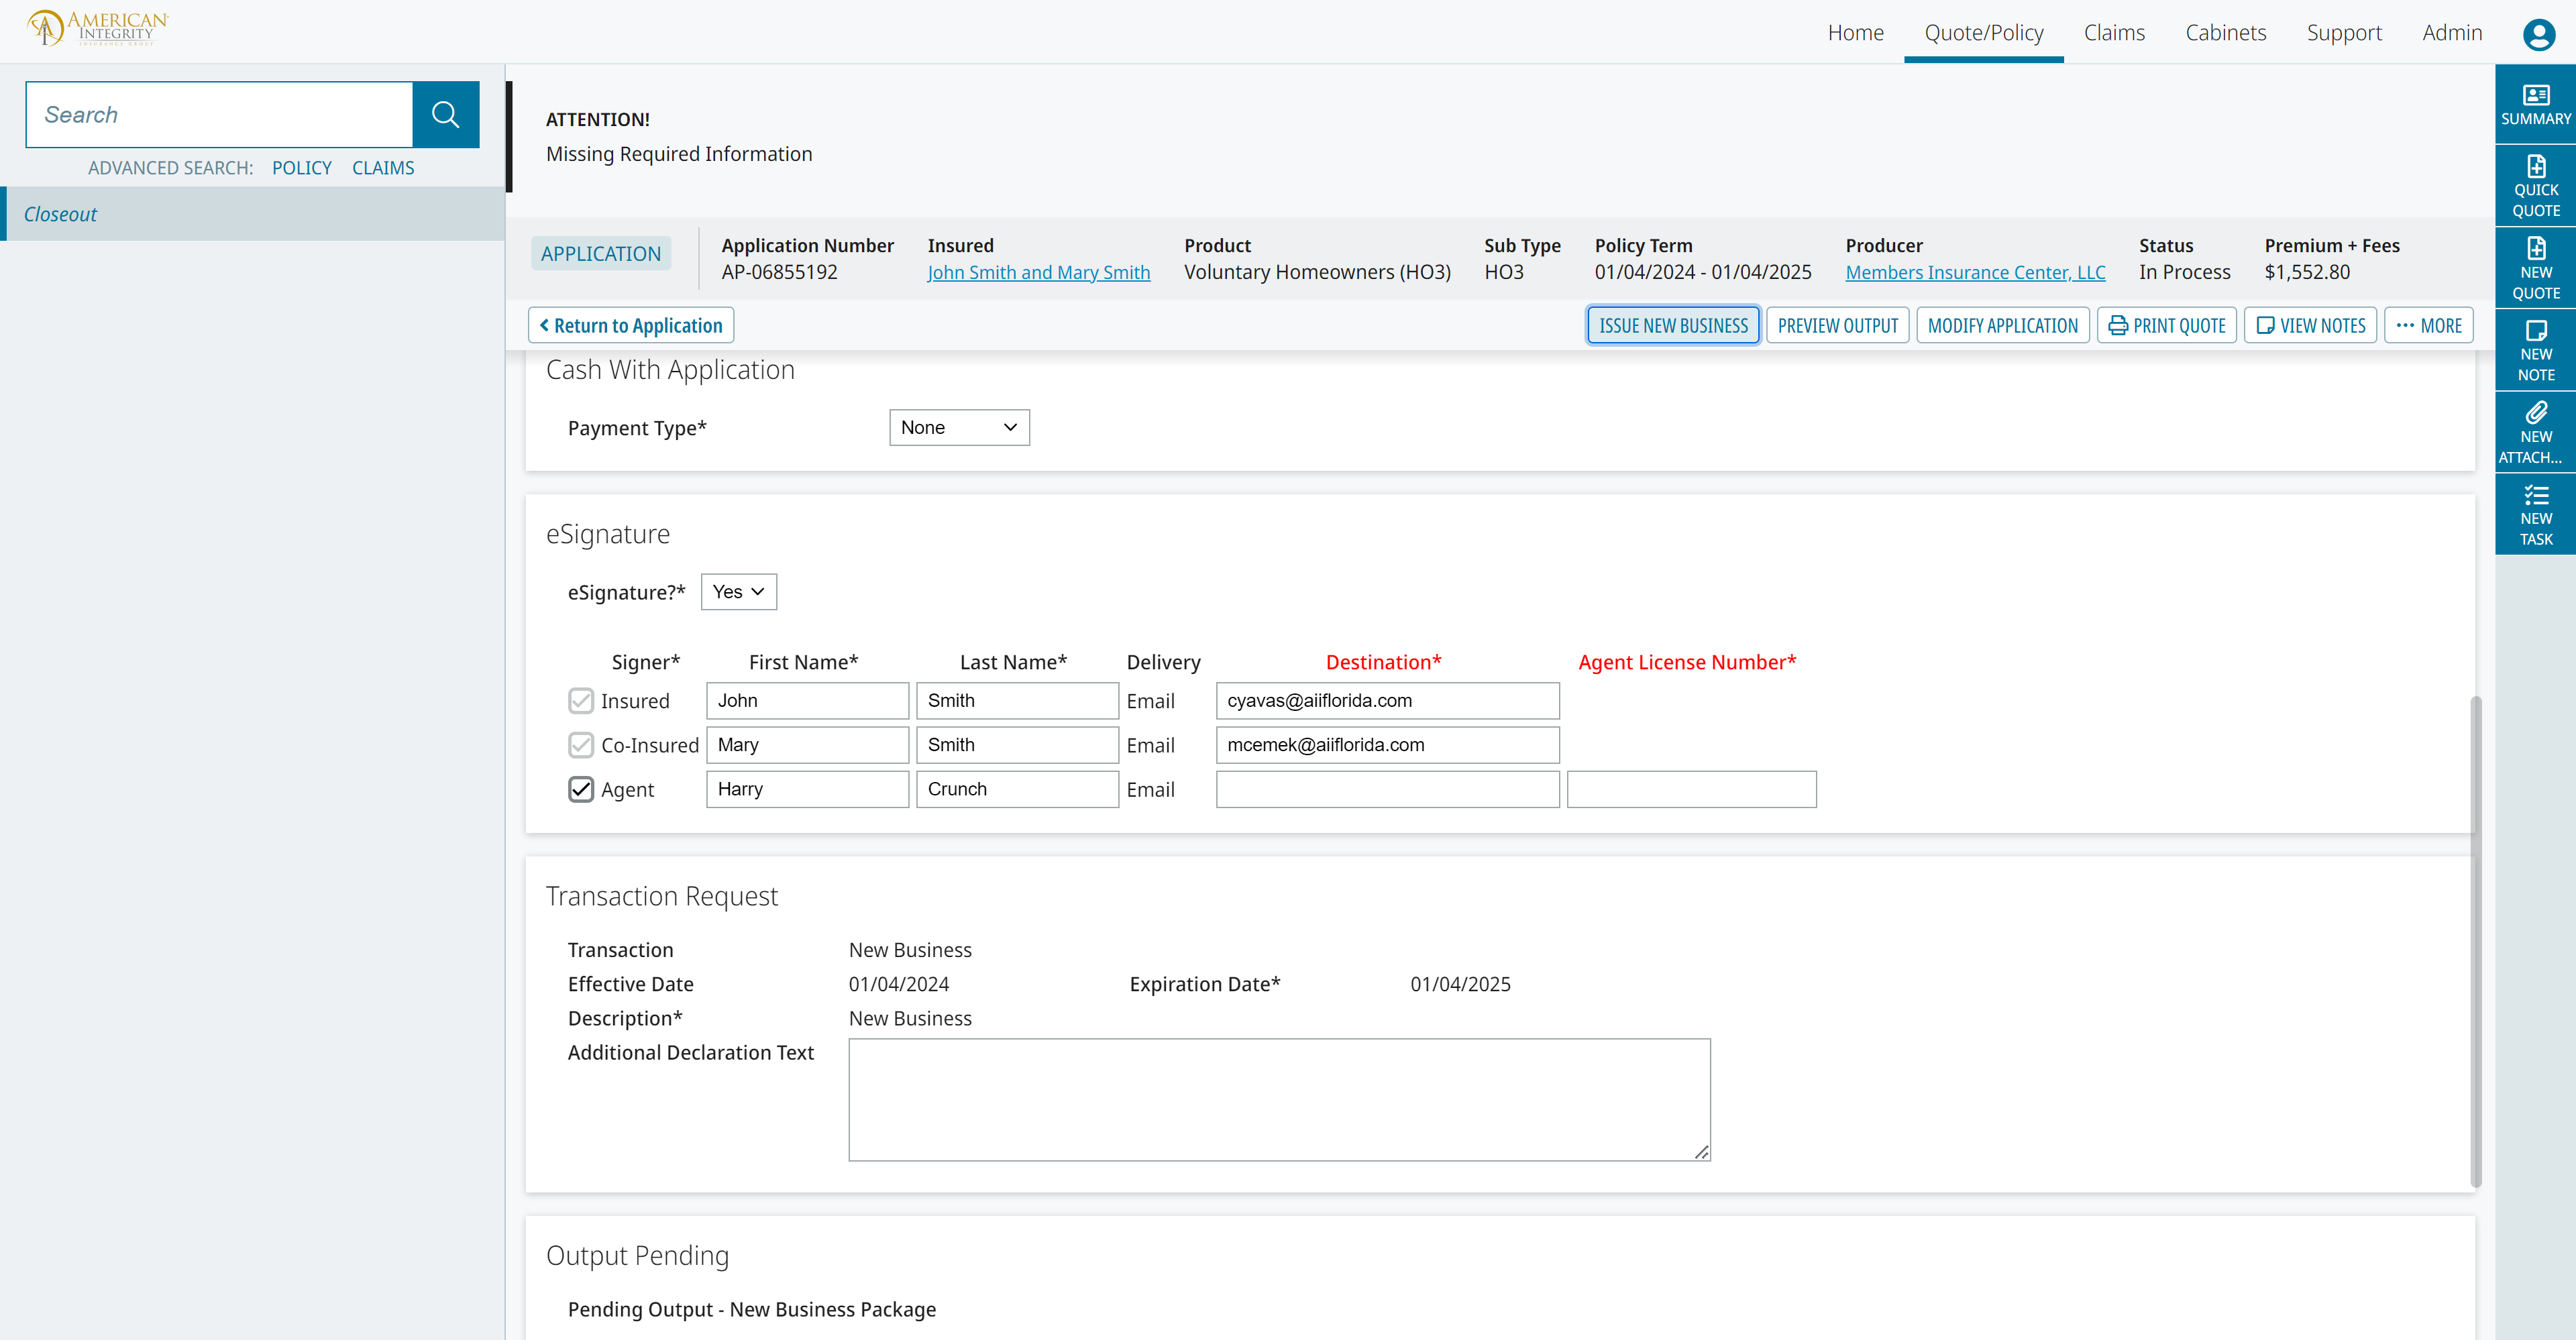 AMERICAN
INTEGRITY
INSURANCE GROUP
Home
Quote/Policy
Claims
Cabinets
Support
Admin
Search
ADVANCED SEARCH: POLICY CLAIMS
Closeout
ATTENTION!
Missing Required Information
APPLICATION
Application Number
AP-06855192
Insured
John Smith and Mary Smith
Product
Voluntary Homeowners (HO3)
Sub Type
HO3
Policy Term
01/04/2024 - 01/04/2025
Producer
Members Insurance Center, LLC
Status
In Process
Premium + Fees
$1,552.80
Return to Application
ISSUE NEW BUSINESS
PREVIEW OUTPUT
MODIFY APPLICATION
PRINT QUOTE
VIEW NOTES
MORE
SUMMARY
QUICK
QUOTE
NEW
QUOTE
NEW
NOTE
NEW
ATTACH...
NEW
TASK
Cash With Application
Payment Type* None
eSignature
eSignature?* Yes
Signer* First Name* Last Name* Delivery Destination* Agent License Number*
Insured John Smith Email cyavas@aiiflorida.com
Co-Insured Mary Smith Email mcemek@aiiflorida.com
Agent Harry Crunch Email
Transaction Request
Transaction New Business
Effective Date 01/04/2024 Expiration Date* 01/04/2025
Description* New Business
Additional Declaration Text
Output Pending
Pending Output - New Business Package